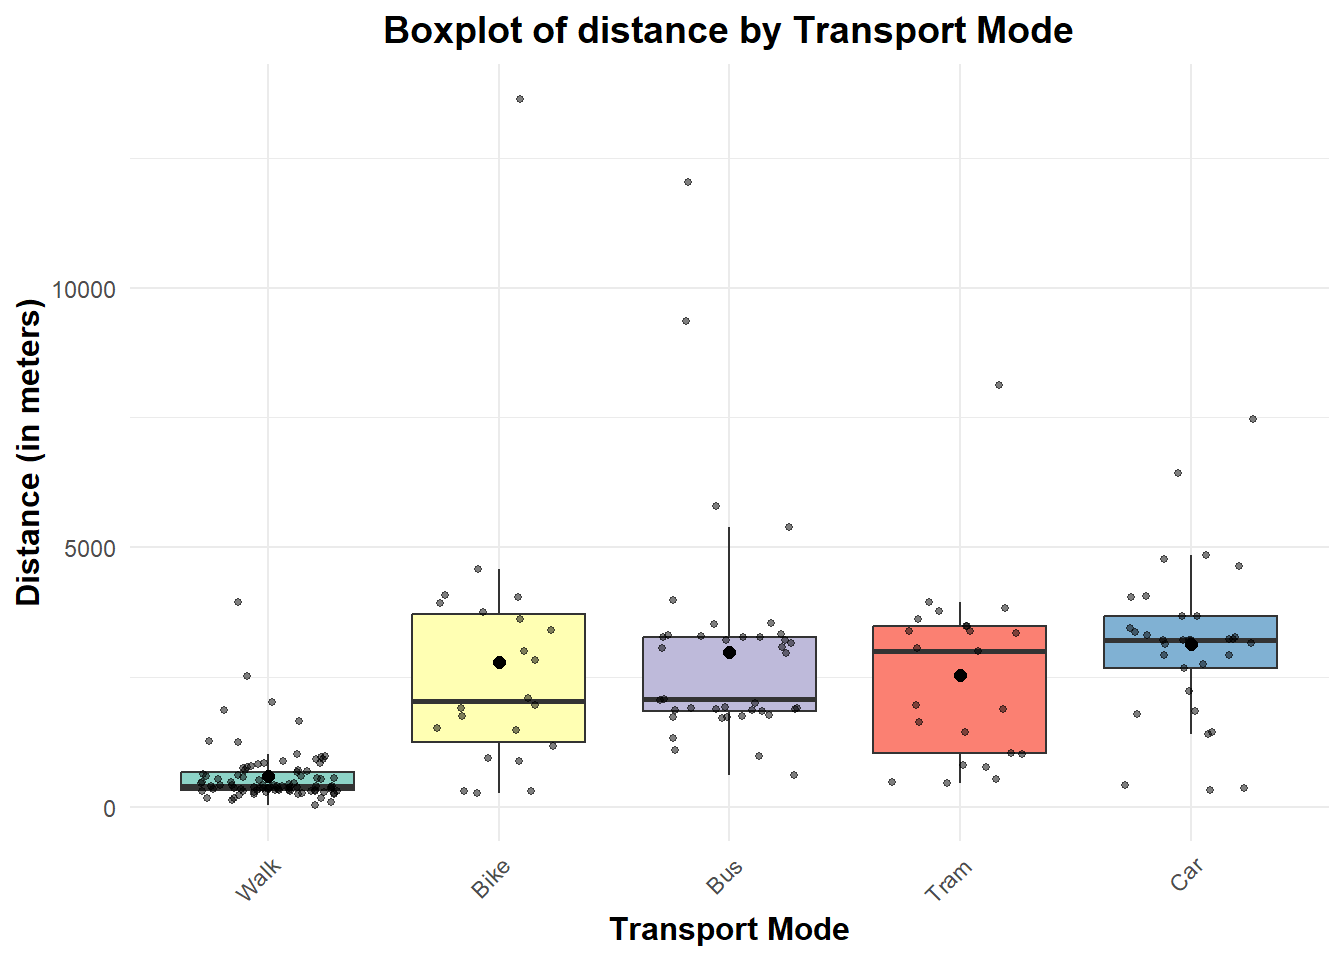 Boxplot of distance by Transport Mode
Distance (in meters)
10000
5000
0
Walk
Bike
Bus
Tram
Car
Transport Mode